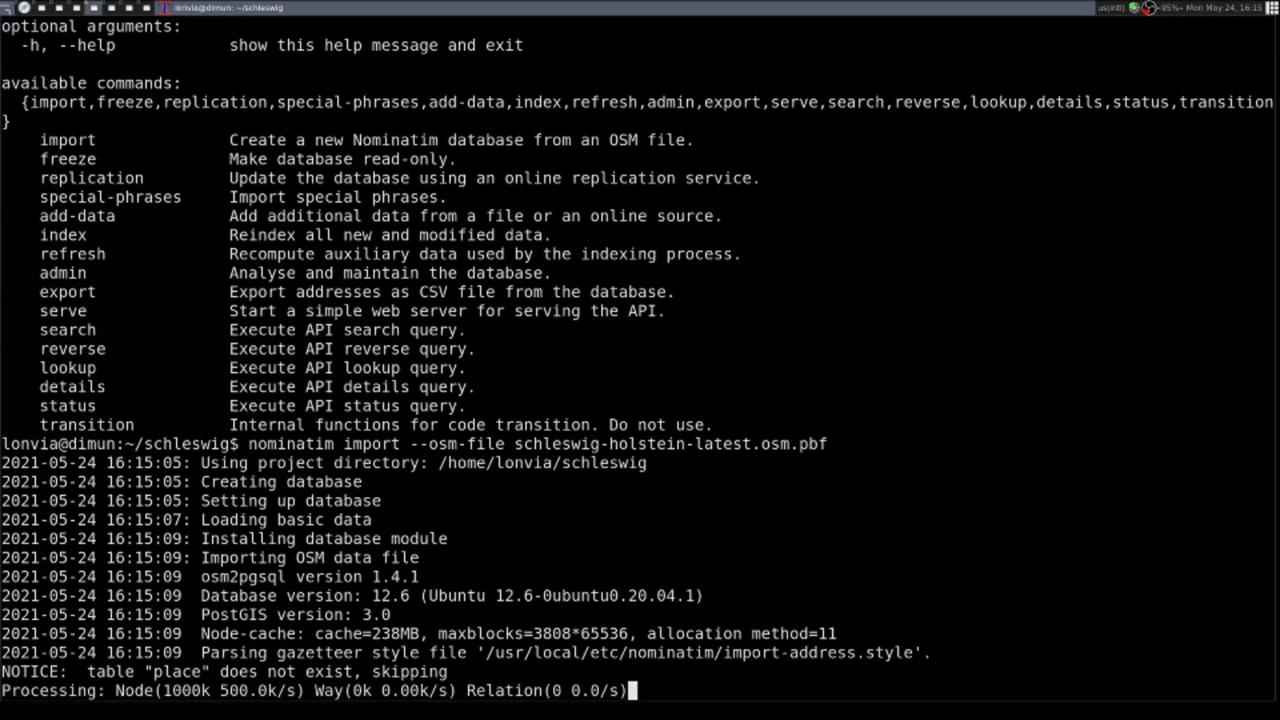 lonvia@dimun: ~/schleswig
us(intl) ~95%~ Mon May 24, 16:15
optional arguments:
-h, --help show this help message and exit
available commands:
{import,freeze,replication,special-phrases,add-data,index,refresh,admin,export,serve,search,reverse,lookup,details,status,transition
}
import Create a new Nominatim database from an OSM file.
freeze Make database read-only.
replication Update the database using an online replication service.
special-phrases Import special phrases.
add-data Add additional data from a file or an online source.
index Reindex all new and modified data.
refresh Recompute auxiliary data used by the indexing process.
admin Analyse and maintain the database.
export Export addresses as CSV file from the database.
serve Start a simple web server for serving the API.
search Execute API search query.
reverse Execute API reverse query.
lookup Execute API lookup query.
details Execute API details query.
status Execute API status query.
transition Internal functions for code transition. Do not use.
lonvia@dimun:~/schleswig$ nominatim import --osm-file schleswig-holstein-latest.osm.pbf
2021-05-24 16:15:05: Using project directory: /home/lonvia/schleswig
2021-05-24 16:15:05: Creating database
2021-05-24 16:15:05: Setting up database
2021-05-24 16:15:07: Loading basic data
2021-05-24 16:15:09: Installing database module
2021-05-24 16:15:09: Importing OSM data file
2021-05-24 16:15:09 osm2pgsql version 1.4.1
2021-05-24 16:15:09 Database version: 12.6 (Ubuntu 12.6-0ubuntu0.20.04.1)
2021-05-24 16:15:09 PostGIS version: 3.0
2021-05-24 16:15:09 Node-cache: cache=238MB, maxblocks=3808*65536, allocation method=11
2021-05-24 16:15:09 Parsing gazetteer style file '/usr/local/etc/nominatim/import-address.style'.
NOTICE: table "place" does not exist, skipping
Processing: Node(1000k 500.0k/s) Way(0k 0.00k/s) Relation(0 0.0/s)